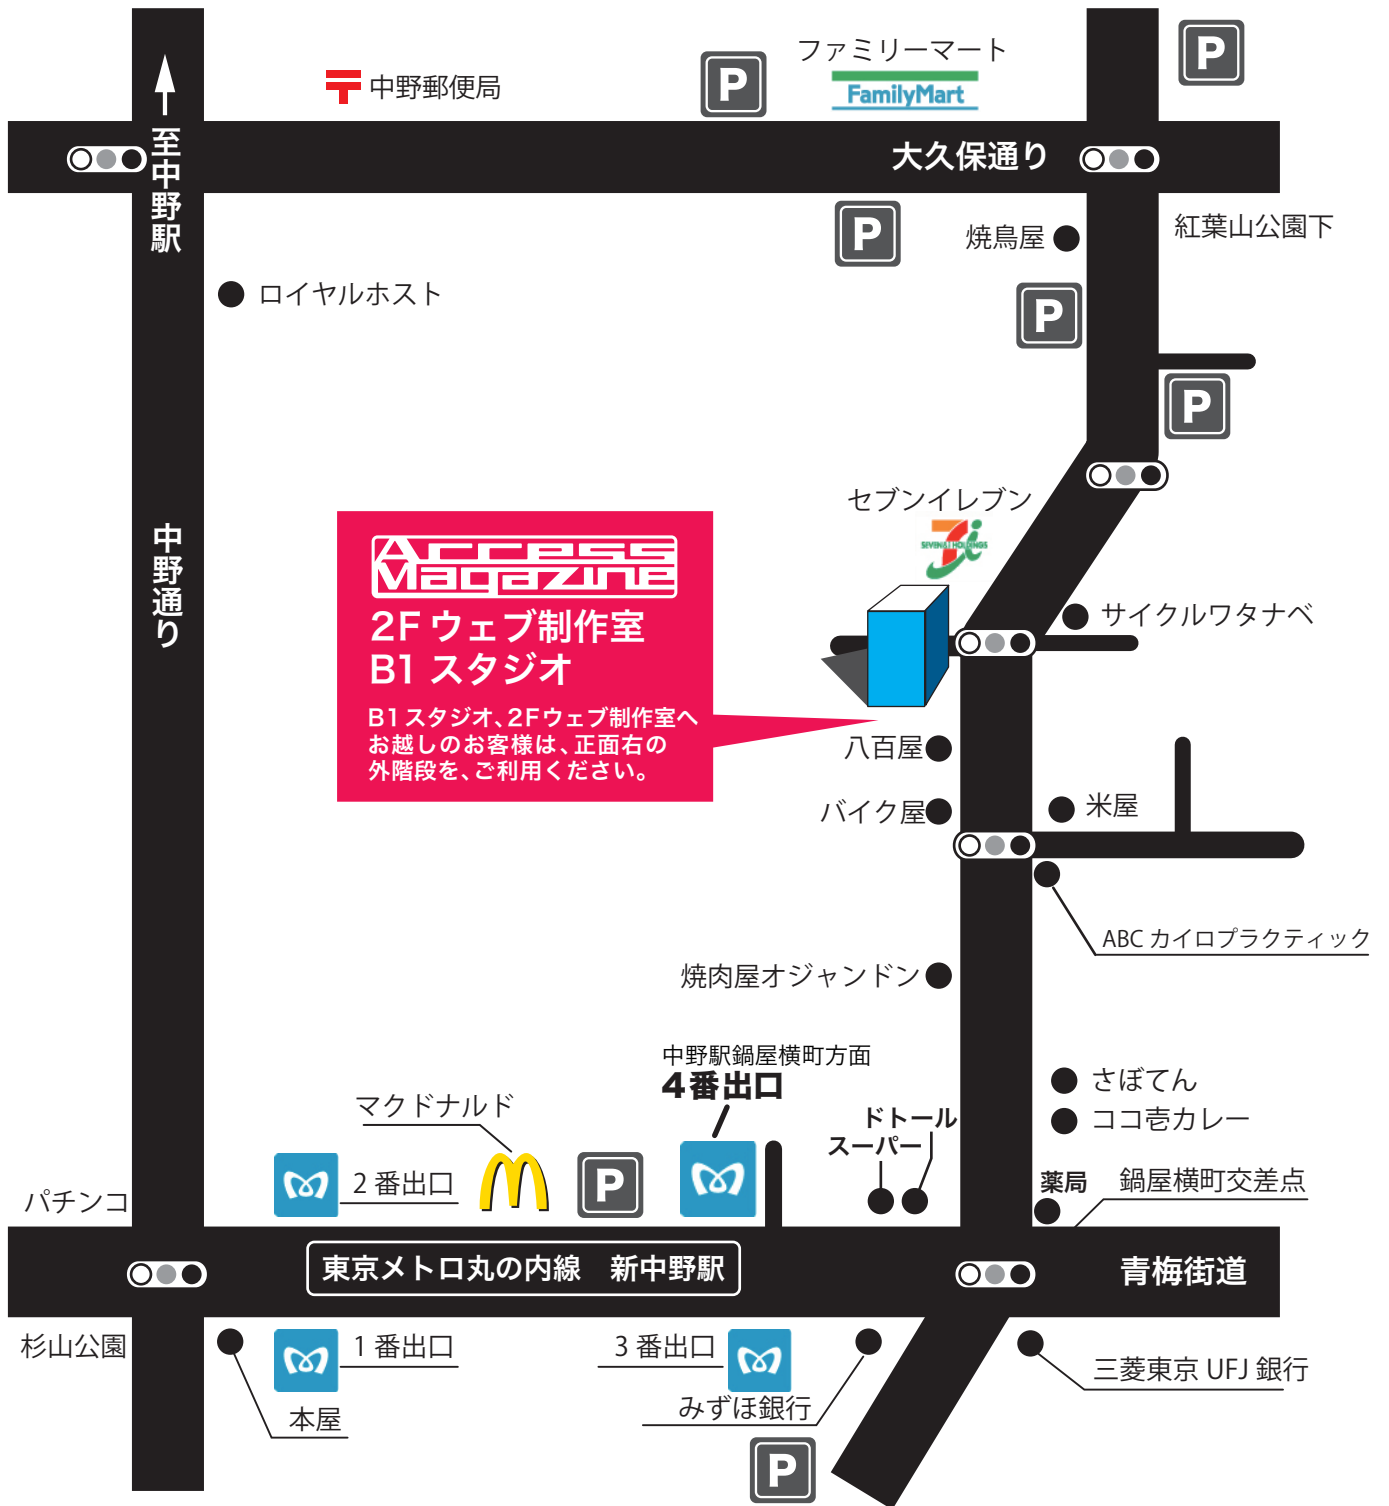 ファミリーマート
P
P
FamilyMart
中野郵便局
至中野駅
大久保通り
P
焼鳥屋
紅葉山公園下
ロイヤルホスト
P
P
セブンイレブン
SEVEN & I HOLDINGS
中野通り
Access
Magazine
2F ウェブ制作室
B1 スタジオ
B1スタジオ、2Fウェブ制作室へ
お越しのお客様は、正面右の
外階段を、ご利用ください。
サイクルワタナベ
八百屋
バイク屋
米屋
ABC カイロプラクティック
焼肉屋オジャンドン
中野駅鍋屋横町方面
4番出口
さぼてん
ココ壱カレー
マクドナルド
ドトール
スーパー
2 番出口
P
薬局
鍋屋横町交差点
パチンコ
東京メトロ丸の内線 新中野駅
青梅街道
杉山公園
1 番出口
3 番出口
三菱東京 UFJ 銀行
みずほ銀行
本屋
P